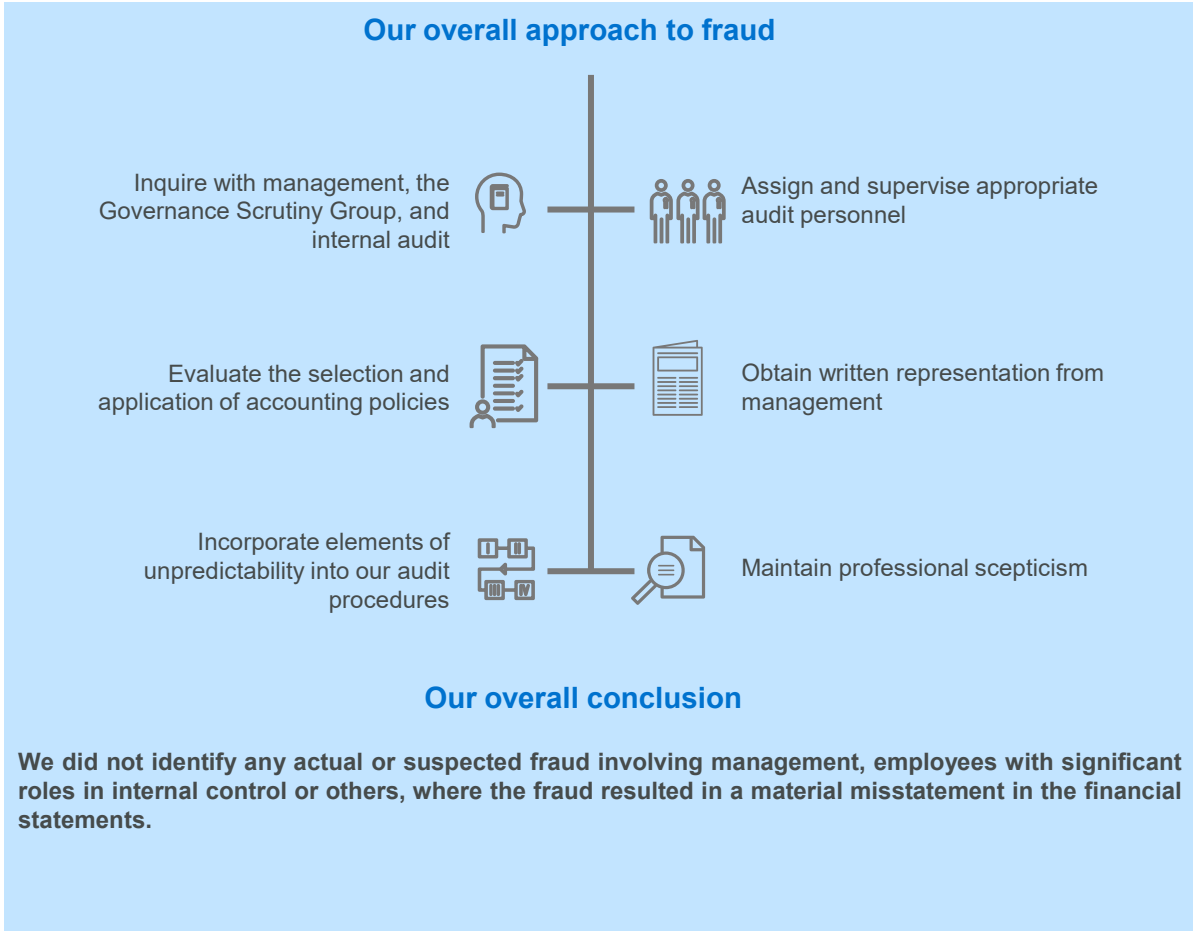 Our overall approach to fraud
Inquire with management, the
Governance Scrutiny Group, and
internal audit
Assign and supervise appropriate
audit personnel
Evaluate the selection and
application of accounting policies
Obtain written representation from
management
Incorporate elements of
unpredictability into our audit
procedures
I II
III IV
Maintain professional scepticism
Our overall conclusion
We did not identify any actual or suspected fraud involving management, employees with significant
roles in internal control or others, where the fraud resulted in a material misstatement in the financial
statements.